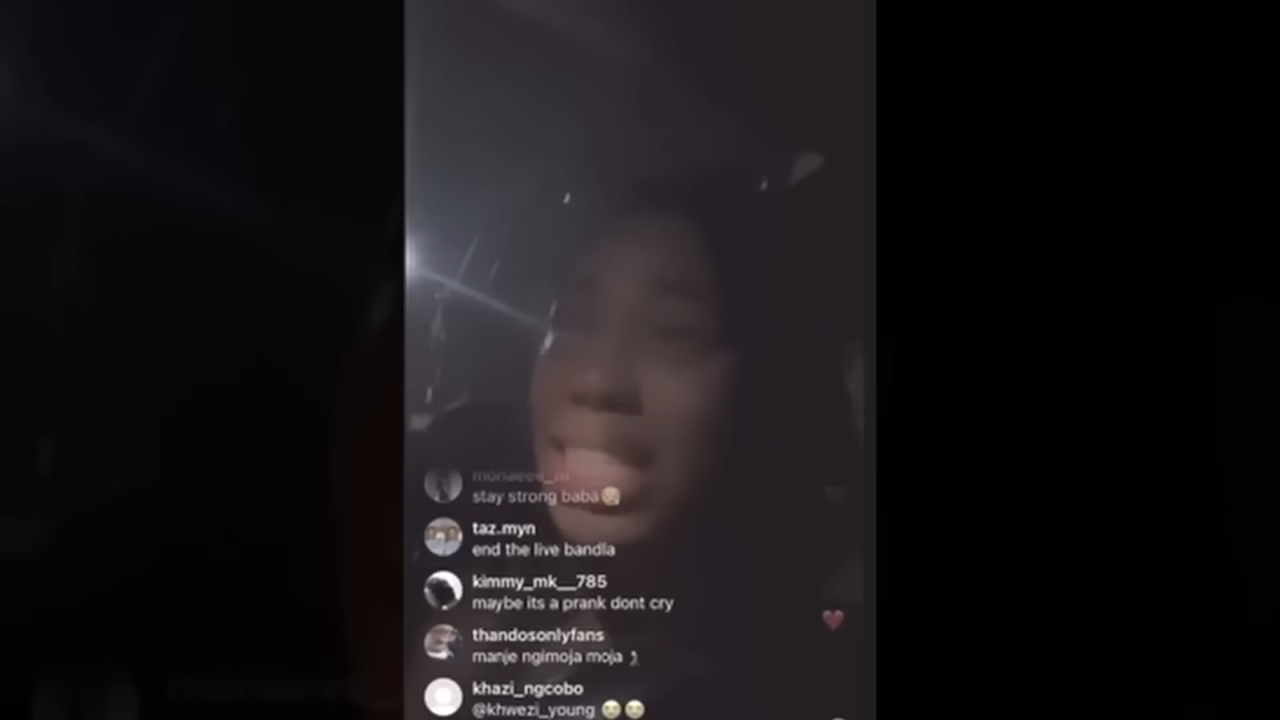 stay strong baba😢
taz.myn
end the live bandla
kimmy_mk__785
maybe its a prank dont cry
thandosonlyfans
manje ngimoja moja
khazi_ngcobo
@khwezi_young 😭😭